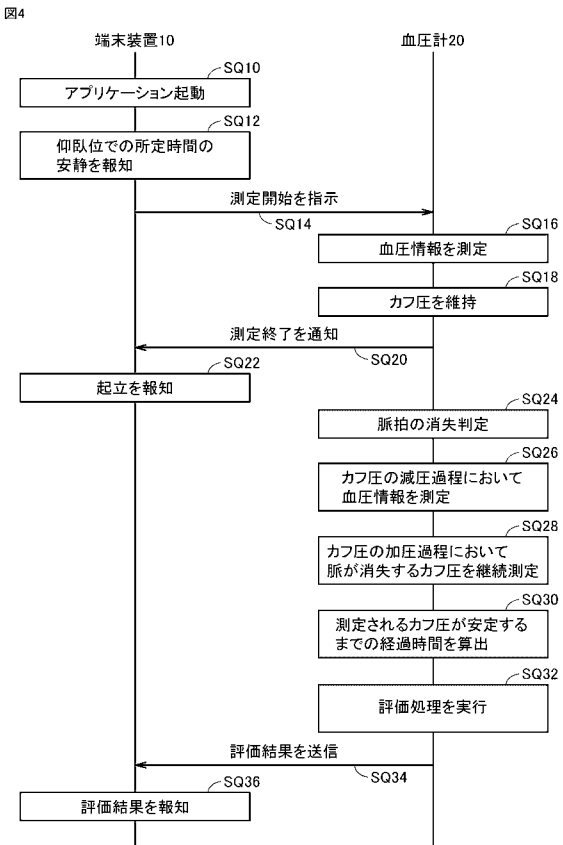 図4
端末装置10
血圧計20
SQ10
アプリケーション起動
SQ12
仰臥位での所定時間の
安静を報知
測定開始を指示
SQ14
SQ16
血圧情報を測定
SQ18
カフ圧を維持
測定終了を通知
SQ20
SQ22
起立を報知
SQ24
脈拍の消失判定
SQ26
カフ圧の減圧過程において
血圧情報を測定
SQ28
カフ圧の加圧過程において
脈が消失するカフ圧を継続測定
SQ30
測定されるカフ圧が安定する
までの経過時間を算出
SQ32
評価処理を実行
評価結果を送信
SQ34
SQ36
評価結果を報知